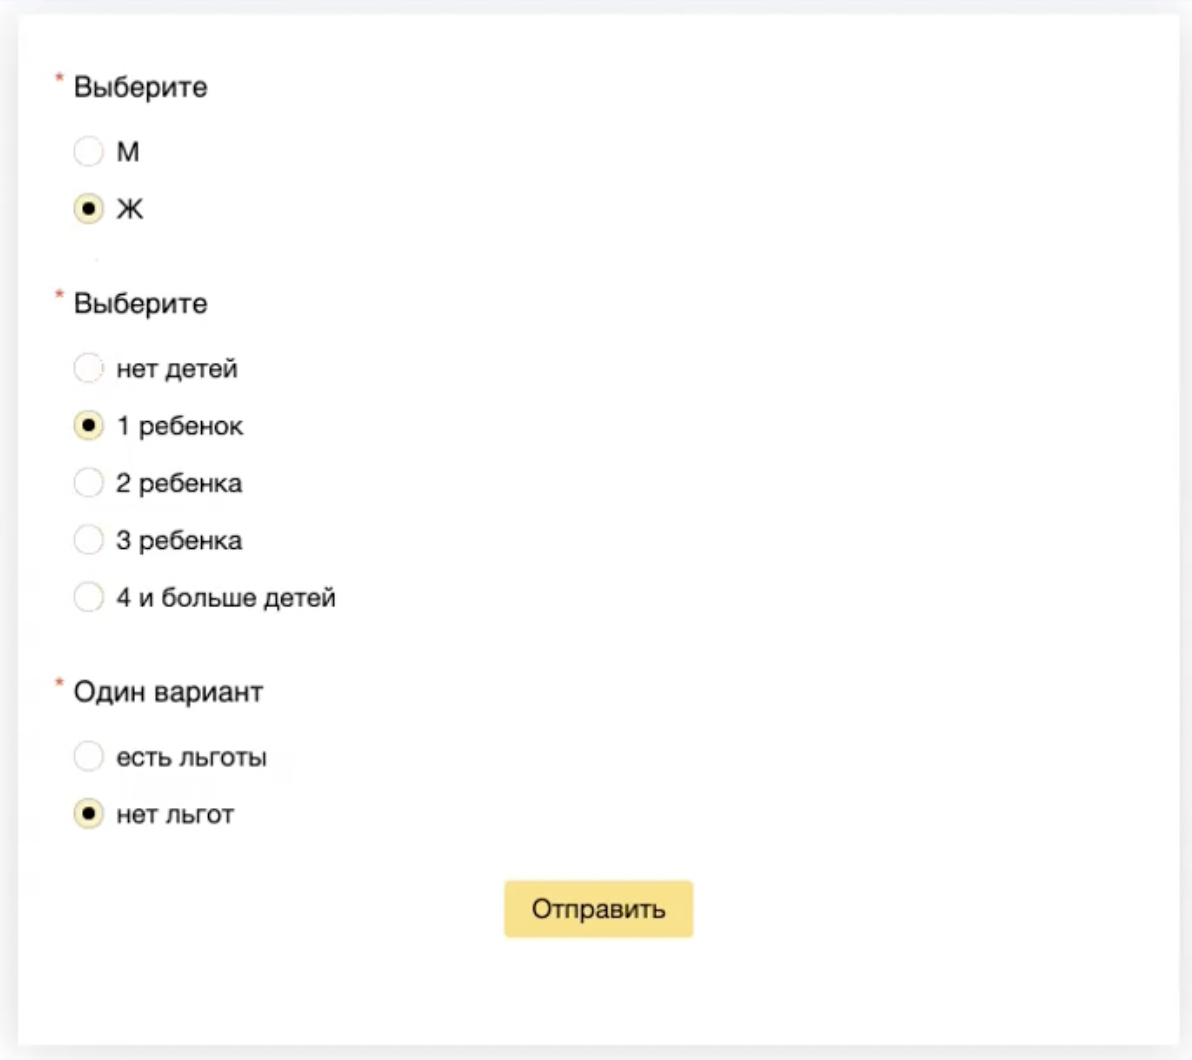 * Выберите
М
Ж
* Выберите
нет детей
1 ребенок
2 ребенка
3 ребенка
4 и больше детей
* Один вариант
есть льготы
нет льгот
Отправить